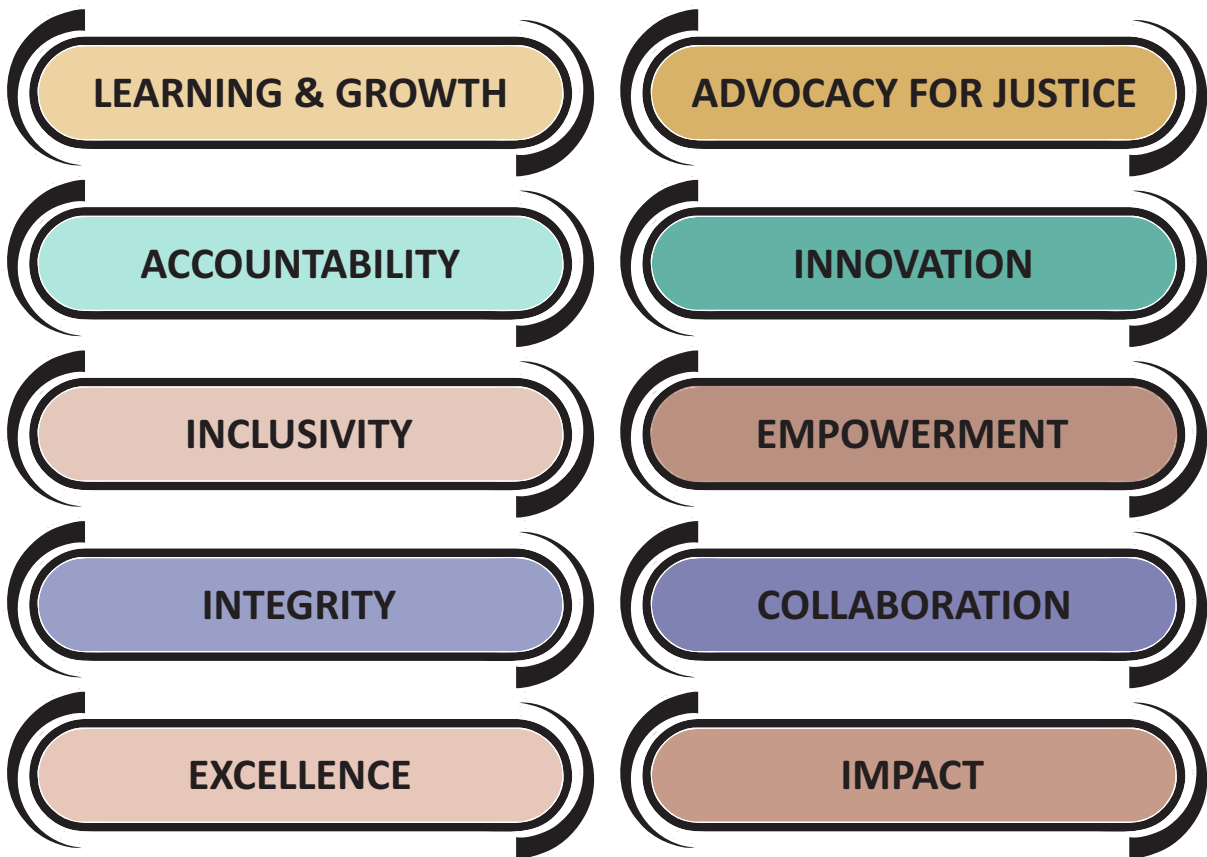 LEARNING & GROWTH
ADVOCACY FOR JUSTICE
ACCOUNTABILITY
INNOVATION
INCLUSIVITY
EMPOWERMENT
INTEGRITY
COLLABORATION
EXCELLENCE
IMPACT